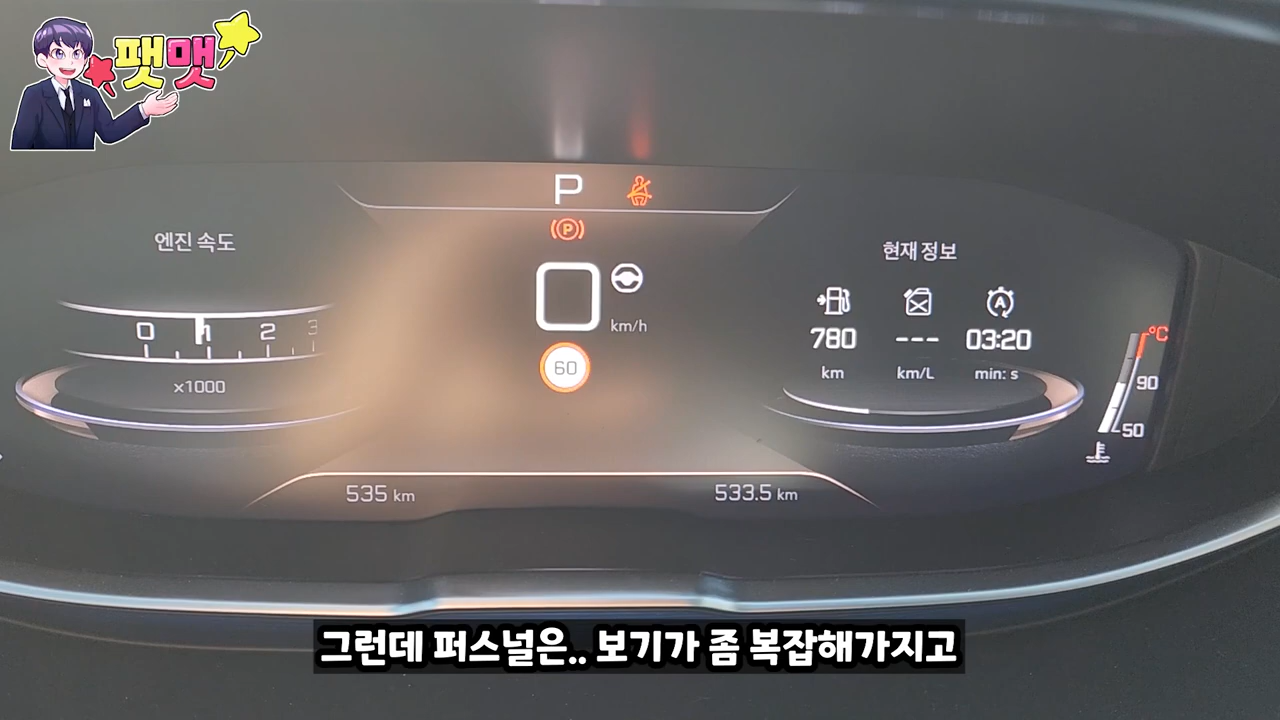 팻맷
P
P
엔진 속도
현재 정보
0 1 2 3
x1000
0
km/h
60
A
780
---
03:20
km
km/L
min: s
°C
90
50
535 km
533.5 km
그런데 퍼스널은.. 보기가 좀 복잡해가지고